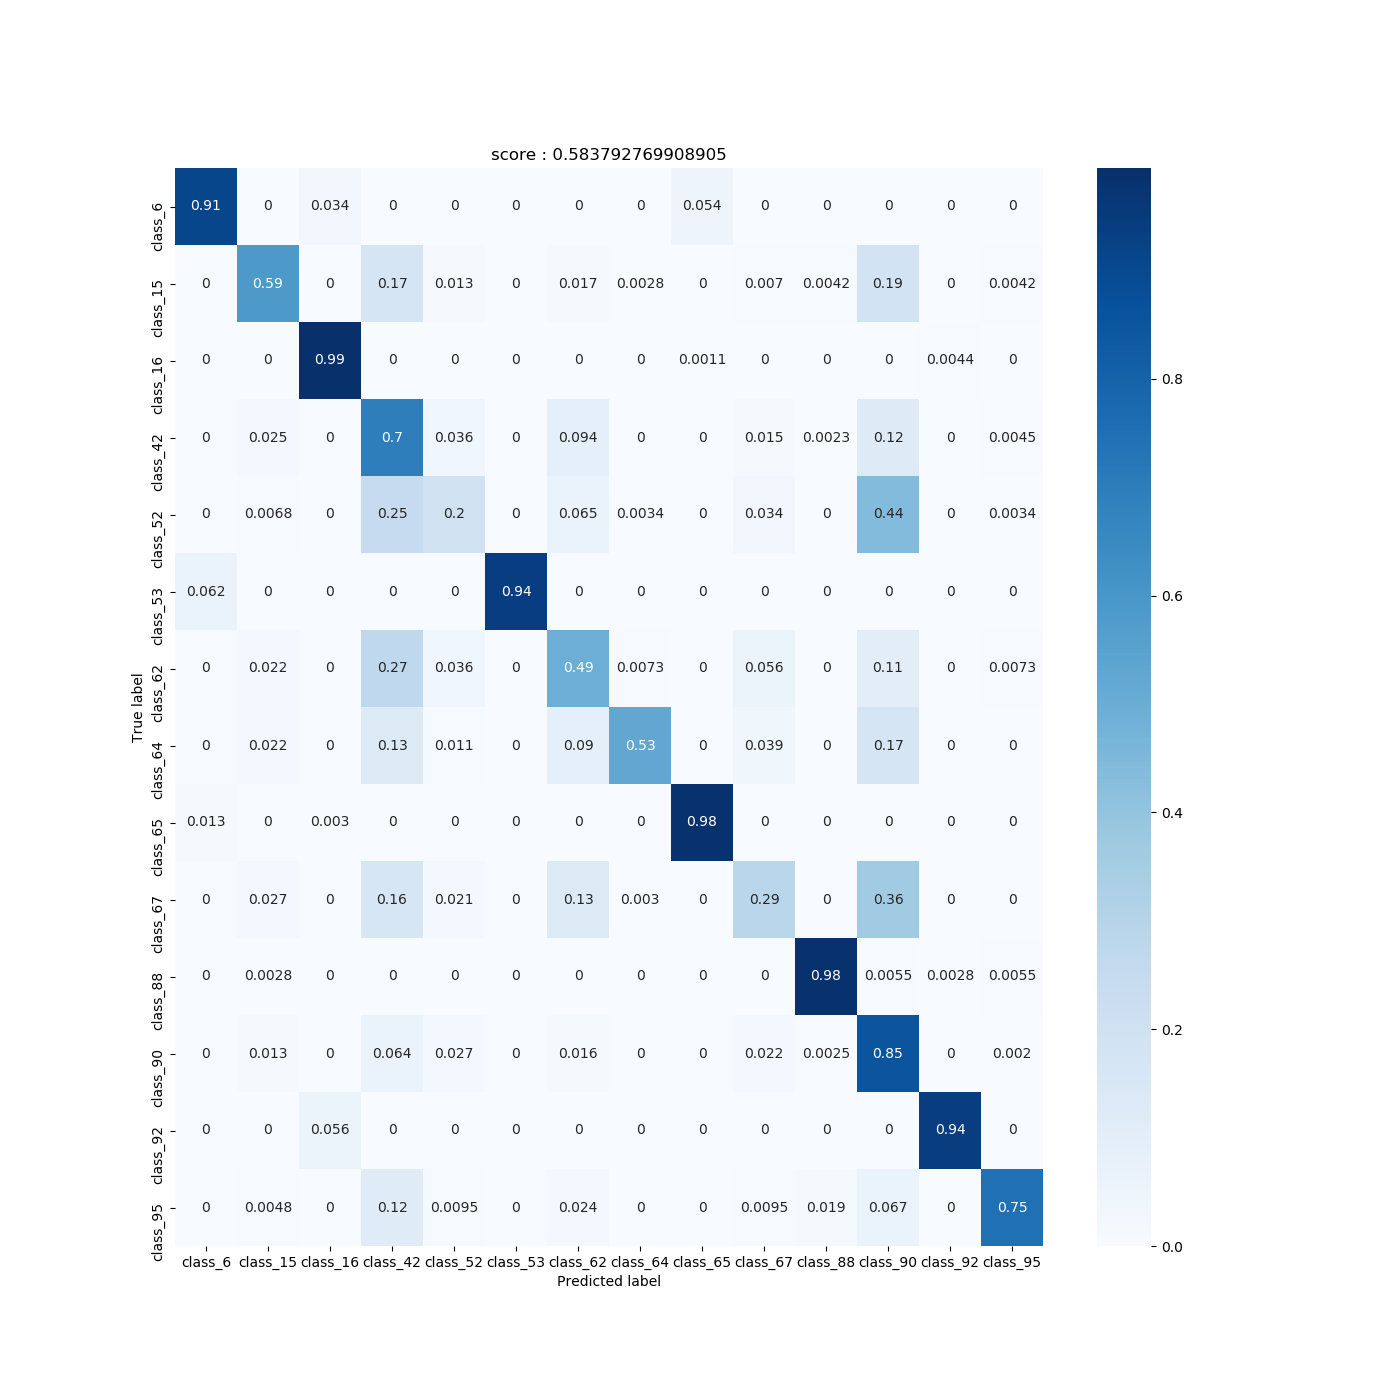 score : 0.583792769908905
class_6 0.91 0 0.034 0 0 0 0 0 0.054 0 0 0 0 0
class_15 0 0.59 0 0.17 0.013 0 0.017 0.0028 0 0.007 0.0042 0.19 0 0.0042
class_16 0 0 0.99 0 0 0 0 0 0.0011 0 0 0 0.0044 0
0.8
class_42 0 0.025 0 0.7 0.036 0 0.094 0 0 0.015 0.0023 0.12 0 0.0045
class_52 0 0.0068 0 0.25 0.2 0 0.065 0.0034 0 0.034 0 0.44 0 0.0034
class_53 0.062 0 0 0 0 0.94 0 0 0 0 0 0 0 0
0.6
class_62 0 0.022 0 0.27 0.036 0 0.49 0.0073 0 0.056 0 0.11 0 0.0073
True label
class_64 0 0.022 0 0.13 0.011 0 0.09 0.53 0 0.039 0 0.17 0 0
0.4
class_65 0.013 0 0.003 0 0 0 0 0 0.98 0 0 0 0 0
class_67 0 0.027 0 0.16 0.021 0 0.13 0.003 0 0.29 0 0.36 0 0
class_88 0 0.0028 0 0 0 0 0 0 0 0 0.98 0.0055 0.0028 0.0055
0.2
class_90 0 0.013 0 0.064 0.027 0 0.016 0 0 0.022 0.0025 0.85 0 0.002
class_92 0 0 0.056 0 0 0 0 0 0 0 0 0 0.94 0
class_95 0 0.0048 0 0.12 0.0095 0 0.024 0 0 0.0095 0.019 0.067 0 0.75
0.0
class_6 class_15 class_16 class_42 class_52 class_53 class_62 class_64 class_65 class_67 class_88 class_90 class_92 class_95
Predicted label